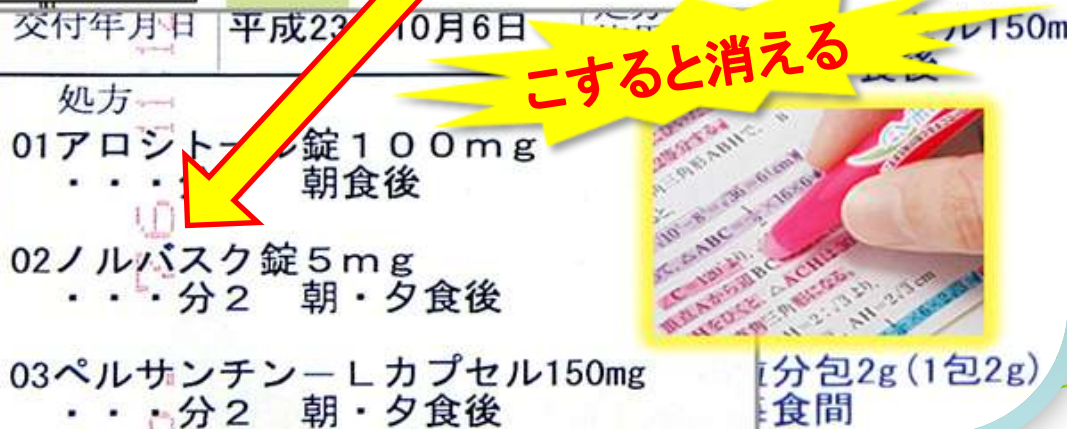 交付年月日 平成23 10月6日
ル150m
食後
こすると消える
処方
01アロシトール錠100mg
・・・分 朝食後
02ノルバスク錠5mg
・・・分2 朝・夕食後
03ペルサンチン－Lカプセル150mg
・・・分2 朝・夕食後
分包2g(1包2g)
食間